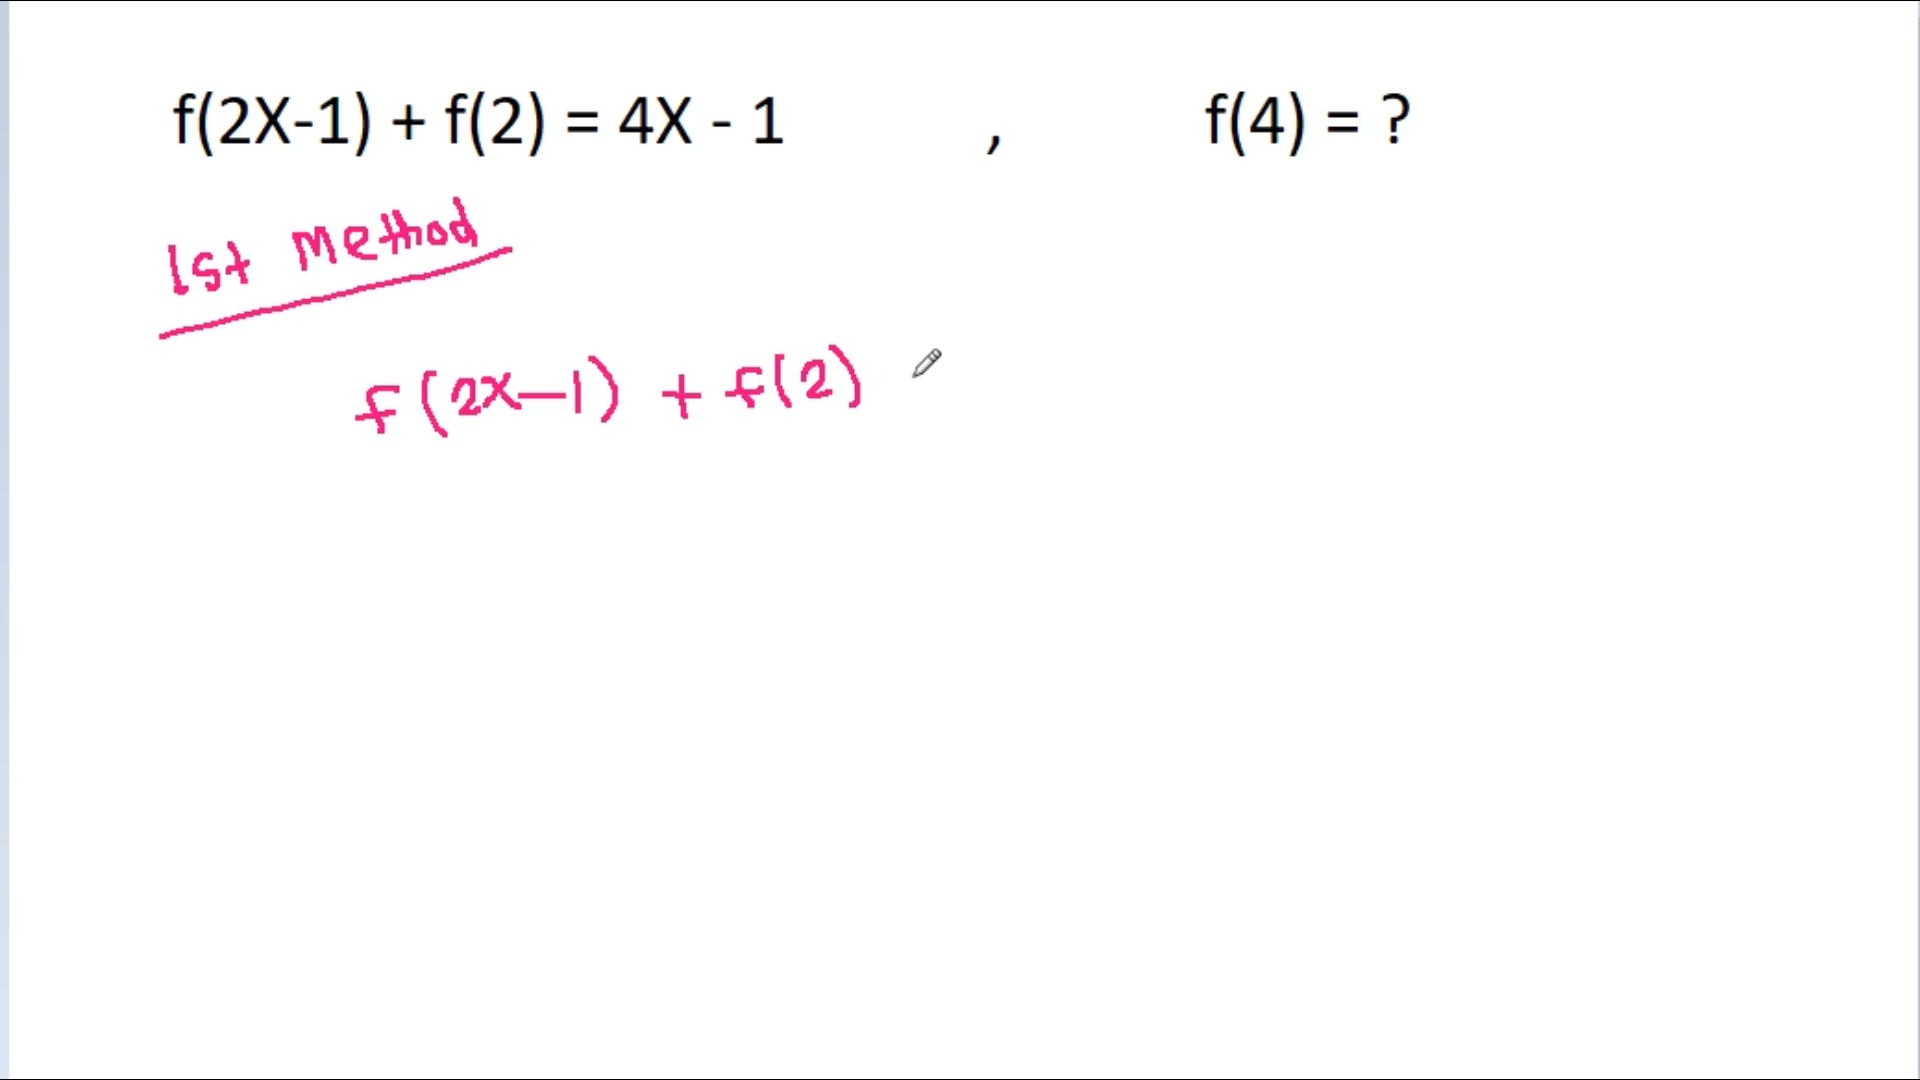 f(2X-1) + f(2) = 4X - 1 , f(4) = ?
1st Method
f(2x-1) + f(2)